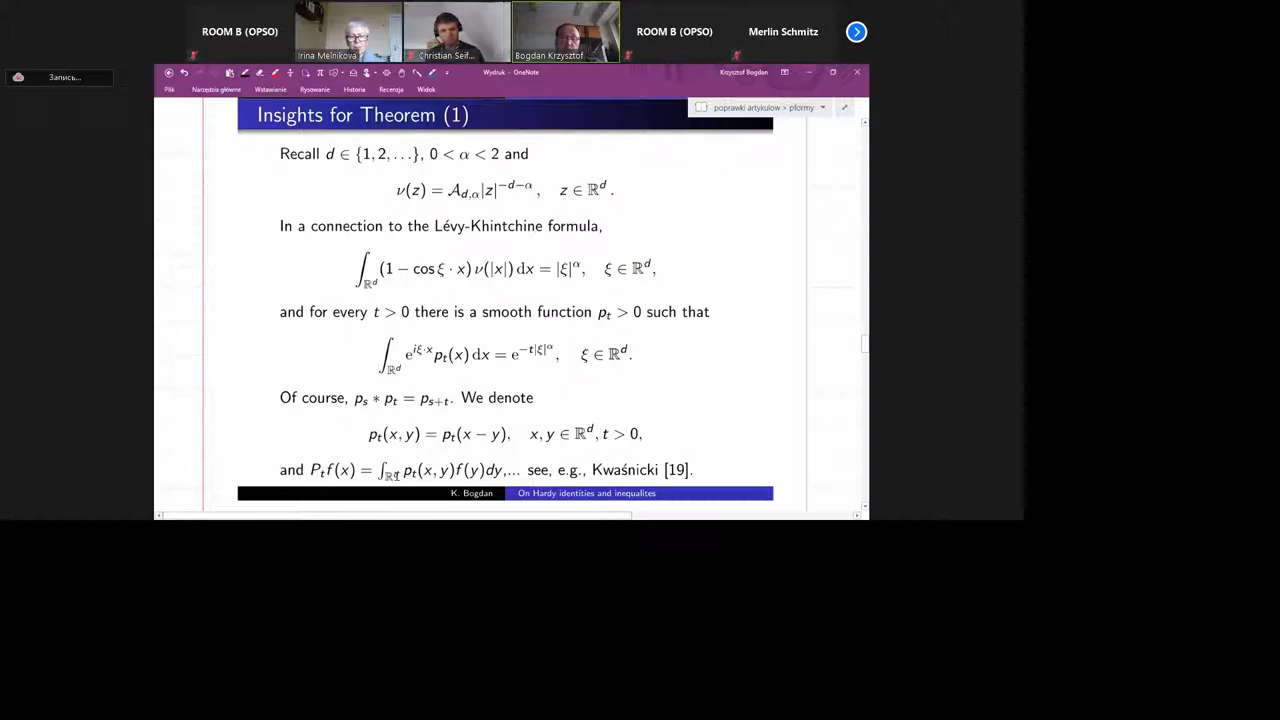 ROOM B (OPSO)
Irina Melnikova
Christian Seif...
Bogdan Krzysztof
ROOM B (OPSO)
Merlin Schmitz
Запись...
Wydruk – OneNote
Krzysztof Bogdan
Plik Narzędzia główne Wstawianie Rysowanie Historia Recenzja Widok
poprawki artykulow > pformy
Insights for Theorem (1)
Recall d ∈ {1, 2, . . .}, 0 < α < 2 and
ν(z) = 𝒜_{d,α}|z|^{−d−α}, z ∈ ℝ^d.
In a connection to the Lévy-Khintchine formula,
∫_{ℝ^d} (1 − cos ξ · x) ν(|x|) dx = |ξ|^α, ξ ∈ ℝ^d,
and for every t > 0 there is a smooth function p_t > 0 such that
∫_{ℝ^d} e^{iξ·x} p_t(x) dx = e^{−t|ξ|^α}, ξ ∈ ℝ^d.
Of course, p_s ∗ p_t = p_{s+t}. We denote
p_t(x, y) = p_t(x − y), x, y ∈ ℝ^d, t > 0,
and P_t f(x) = ∫_{ℝ^d} p_t(x, y)f(y)dy,... see, e.g., Kwaśnicki [19].
K. Bogdan On Hardy identities and inequalites